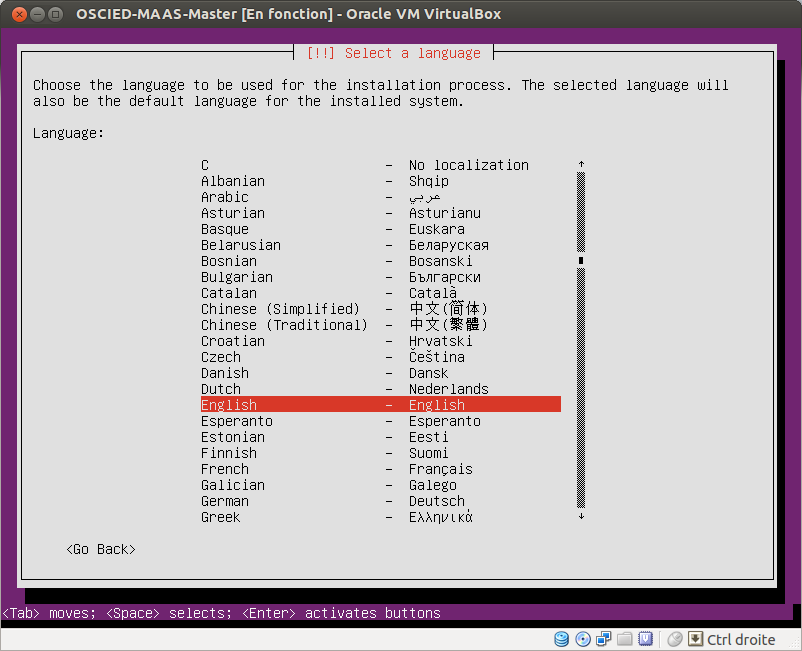 OSCIED-MAAS-Master [En fonction] - Oracle VM VirtualBox
[!!] Select a language
Choose the language to be used for the installation process. The selected language will
also be the default language for the installed system.
Language:
C - No localization
Albanian - Shqip
Arabic - عربي
Asturian - Asturianu
Basque - Euskara
Belarusian - Беларуская
Bosnian - Bosanski
Bulgarian - Български
Catalan - Català
Chinese (Simplified) - 中文(简体)
Chinese (Traditional) - 中文(繁體)
Croatian - Hrvatski
Czech - Čeština
Danish - Dansk
Dutch - Nederlands
English - English
Esperanto - Esperanto
Estonian - Eesti
Finnish - Suomi
French - Français
Galician - Galego
German - Deutsch
Greek - Ελληνικά
<Go Back>
<Tab> moves; <Space> selects; <Enter> activates buttons
Ctrl droite